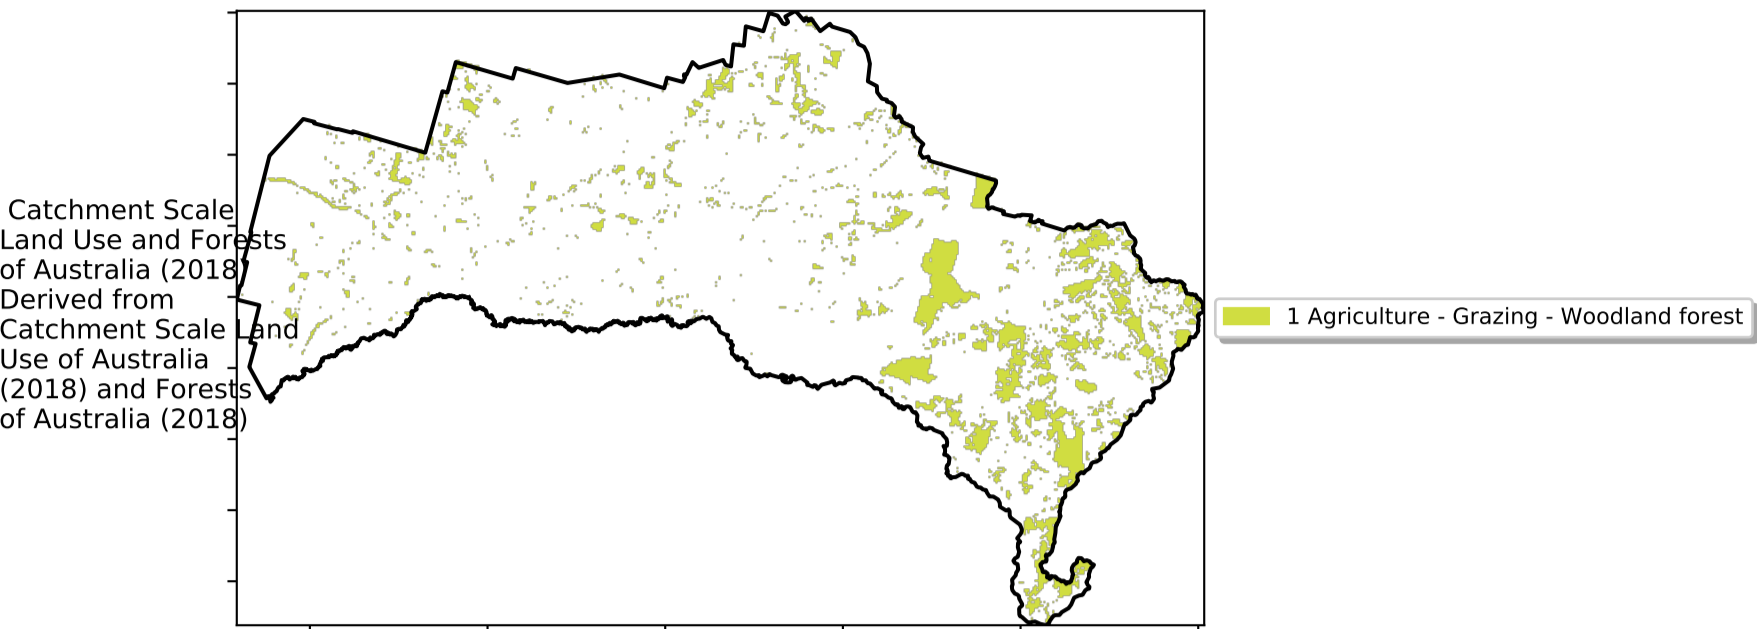 Catchment Scale
Land Use and Forests
of Australia (2018)
Derived from
Catchment Scale Land
Use of Australia
(2018) and Forests
of Australia (2018)
1 Agriculture - Grazing - Woodland forest